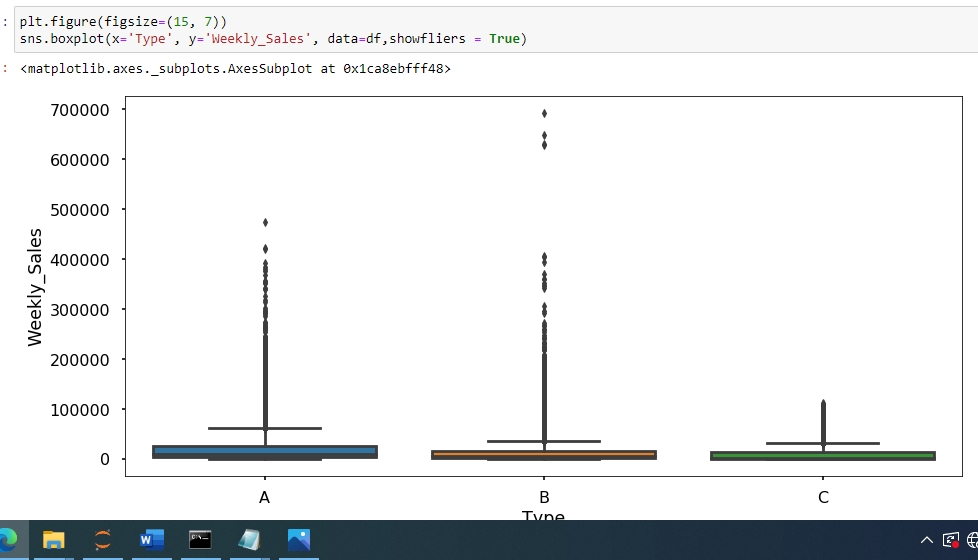 : plt.figure(figsize=(15, 7))
sns.boxplot(x='Type', y='Weekly_Sales', data=df,showfliers = True)
: <matplotlib.axes._subplots.AxesSubplot at 0x1ca8ebfff48>
700000
600000
500000
400000
300000
200000
100000
0
Weekly_Sales
A B C
Type
W
C:\_